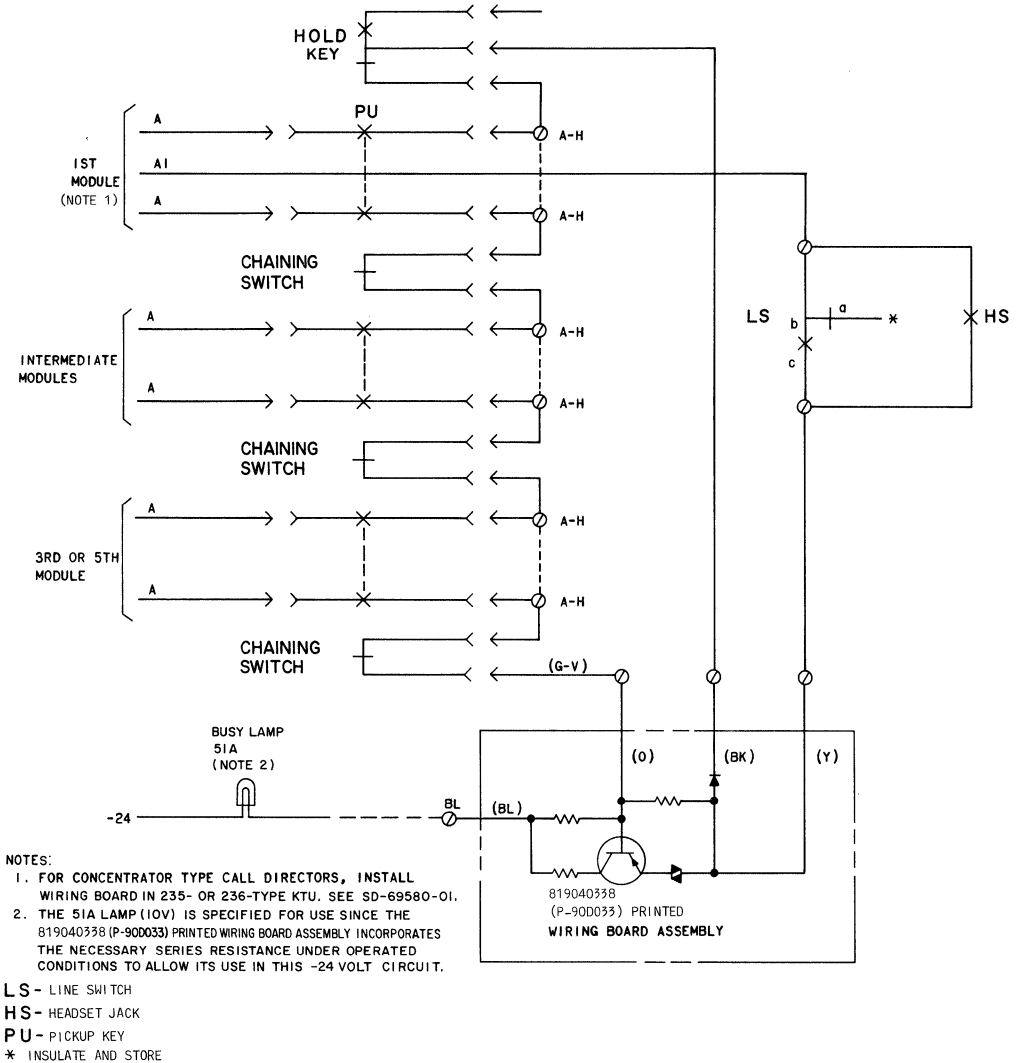 HOLD
KEY
PU
A
A-H
1ST
MODULE
(NOTE 1)
A1
A
A-H
CHAINING
SWITCH
A
A-H
LS
b
a
*
HS
c
INTERMEDIATE
MODULES
A
A-H
CHAINING
SWITCH
A
A-H
3RD OR 5TH
MODULE
A
A-H
CHAINING
SWITCH
(G-V)
BUSY LAMP
51A
(NOTE 2)
(O)
(BK)
(Y)
-24
BL
(BL)
819040338
(P-90D033) PRINTED
WIRING BOARD ASSEMBLY
NOTES:
1. FOR CONCENTRATOR TYPE CALL DIRECTORS, INSTALL
WIRING BOARD IN 235- OR 236-TYPE KTU. SEE SD-69580-01.
2. THE 51A LAMP (10V) IS SPECIFIED FOR USE SINCE THE
819040338 (P-90D033) PRINTED WIRING BOARD ASSEMBLY INCORPORATES
THE NECESSARY SERIES RESISTANCE UNDER OPERATED
CONDITIONS TO ALLOW ITS USE IN THIS -24 VOLT CIRCUIT.
LS- LINE SWITCH
HS- HEADSET JACK
PU- PICKUP KEY
* INSULATE AND STORE